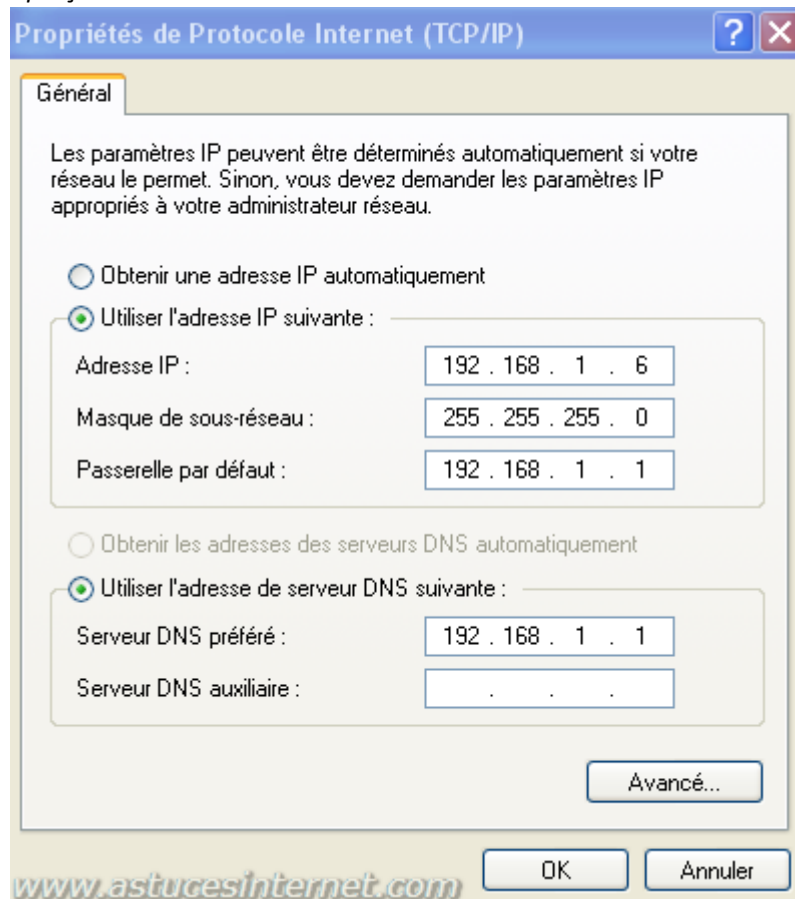 Propriétés de Protocole Internet (TCP/IP)
Général
Les paramètres IP peuvent être déterminés automatiquement si votre
réseau le permet. Sinon, vous devez demander les paramètres IP
appropriés à votre administrateur réseau.
Obtenir une adresse IP automatiquement
Utiliser l'adresse IP suivante :
Adresse IP : 192 . 168 . 1 . 6
Masque de sous-réseau : 255 . 255 . 255 . 0
Passerelle par défaut : 192 . 168 . 1 . 1
Obtenir les adresses des serveurs DNS automatiquement
Utiliser l'adresse de serveur DNS suivante :
Serveur DNS préféré : 192 . 168 . 1 . 1
Serveur DNS auxiliaire : . . .
Avancé...
OK Annuler
www.astucesinternet.com